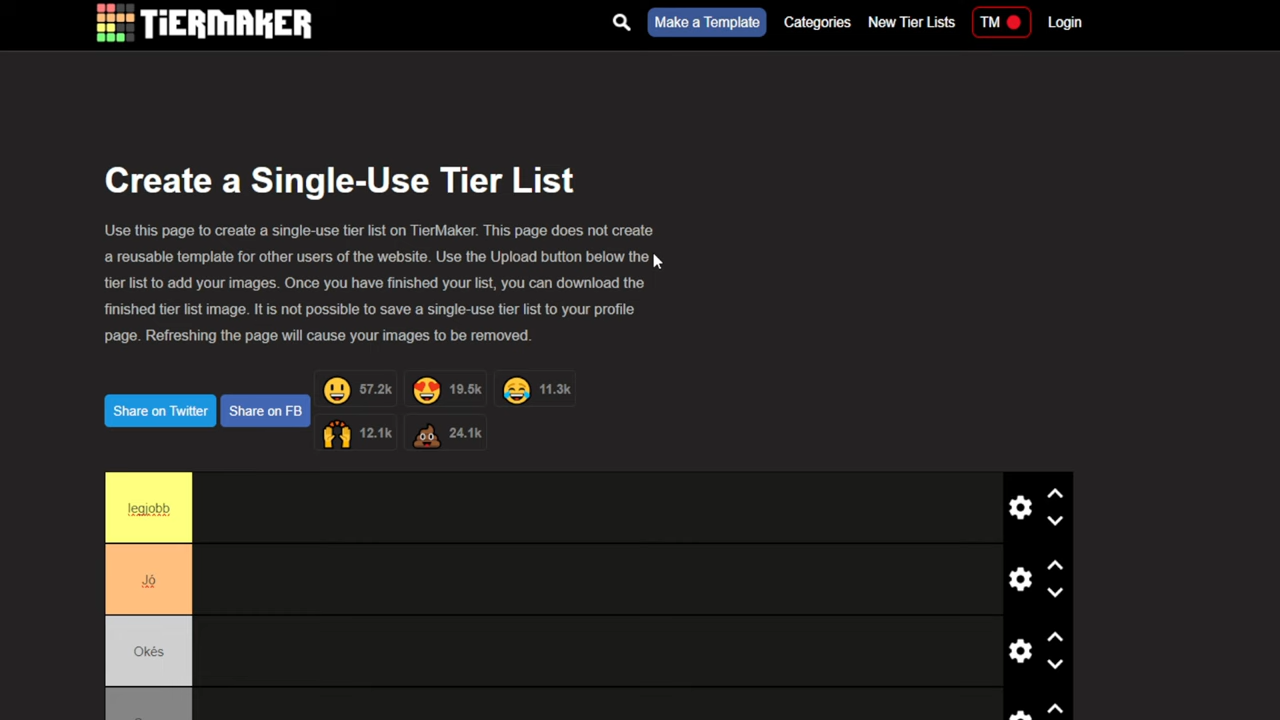 TiERMAKER
Make a Template
Categories
New Tier Lists
TM
Login
Create a Single-Use Tier List
Use this page to create a single-use tier list on TierMaker. This page does not create
a reusable template for other users of the website. Use the Upload button below the
tier list to add your images. Once you have finished your list, you can download the
finished tier list image. It is not possible to save a single-use tier list to your profile
page. Refreshing the page will cause your images to be removed.
Share on Twitter
Share on FB
57.2k
19.5k
11.3k
12.1k
24.1k
legjobb
Jó
Okés